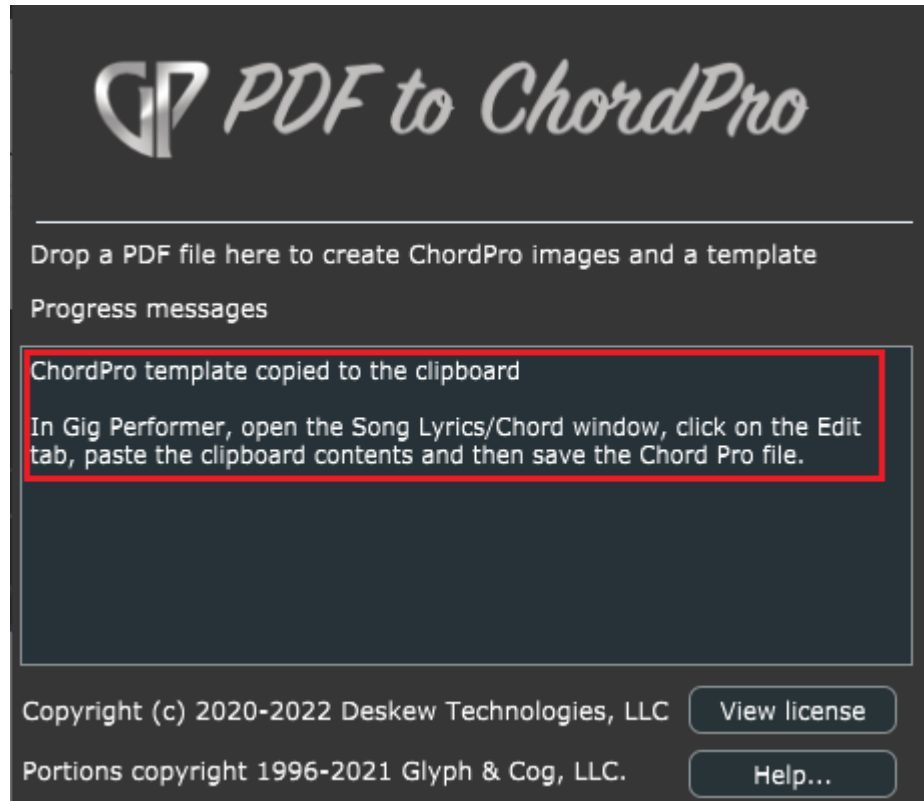 GP PDF to ChordPro
Drop a PDF file here to create ChordPro images and a template
Progress messages
ChordPro template copied to the clipboard
In Gig Performer, open the Song Lyrics/Chord window, click on the Edit
tab, paste the clipboard contents and then save the Chord Pro file.
Copyright (c) 2020-2022 Deskew Technologies, LLC
View license
Portions copyright 1996-2021 Glyph & Cog, LLC.
Help...